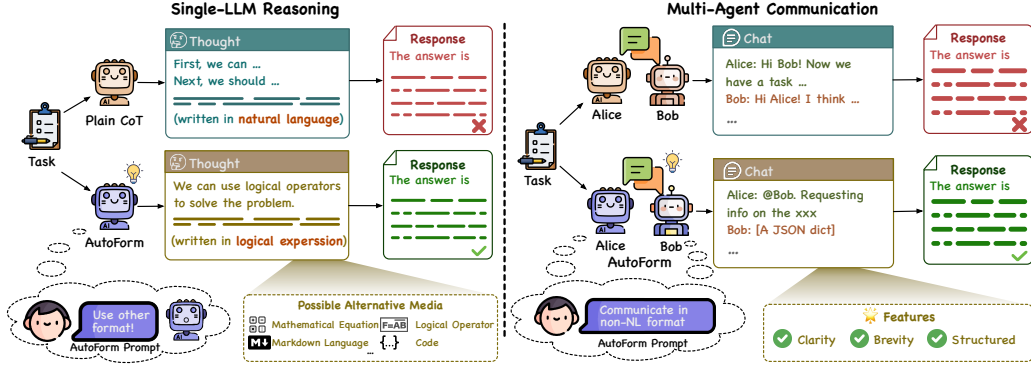 Single-LLM Reasoning
Thought
First, we can ...
Next, we should ...
(written in natural language)
Response
The answer is
AI
Plain CoT
Task
Thought
We can use logical operators
to solve the problem.
(written in logical experssion)
Response
The answer is
AI
AutoForm
Use other
format!
AutoForm Prompt
Possible Alternative Media
Mathematical Equation
F=AB
Logical Operator
M
Markdown Language
{..}
Code
...
Multi-Agent Communication
Chat
Alice: Hi Bob! Now we
have a task ...
Bob: Hi Alice! I think ...
...
Response
The answer is
AI
Alice
Bob
Task
Chat
Alice: @Bob. Requesting
info on the xxx
Bob: [A JSON dict]
...
Response
The answer is
AI
Alice
Bob
AutoForm
Communicate in
non-NL format
AutoForm Prompt
Features
Clarity
Brevity
Structured